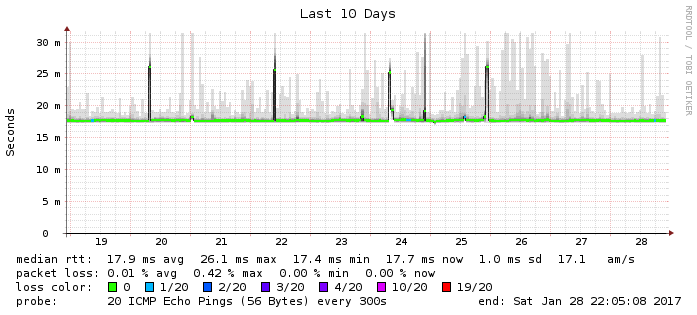 Last 10 Days
RRDTOOL / TOBI OETIKER
Seconds
30 m
25 m
20 m
15 m
10 m
5 m
0
19 20 21 22 23 24 25 26 27 28
median rtt: 17.9 ms avg 26.1 ms max 17.4 ms min 17.7 ms now 1.0 ms sd 17.1 am/s
packet loss: 0.01 % avg 0.42 % max 0.00 % min 0.00 % now
loss color: 0 1/20 2/20 3/20 4/20 10/20 19/20
probe: 20 ICMP Echo Pings (56 Bytes) every 300s end: Sat Jan 28 22:05:08 2017